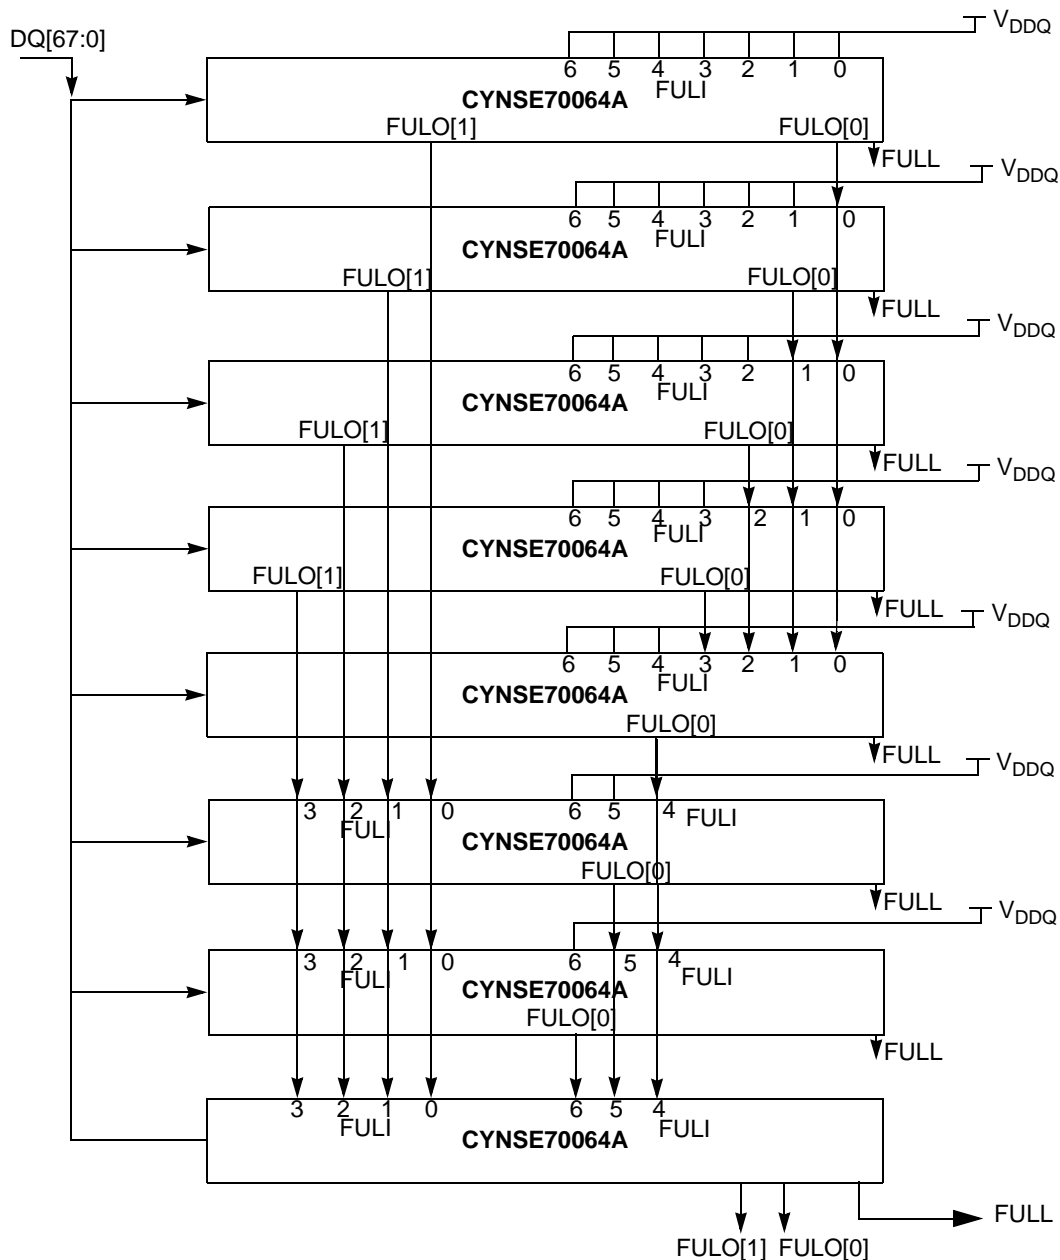 DQ[67:0]
VDDQ
6 5 4 3 2 1 0
FULI
CYNSE70064A
FULO[1] FULO[0]
FULL
VDDQ
6 5 4 3 2 1 0
FULI
CYNSE70064A
FULO[1] FULO[0]
FULL
VDDQ
6 5 4 3 2 1 0
FULI
CYNSE70064A
FULO[1] FULO[0]
FULL
VDDQ
6 5 4 3 2 1 0
FULI
CYNSE70064A
FULO[1] FULO[0]
FULL
VDDQ
6 5 4 3 2 1 0
FULI
CYNSE70064A
FULO[0]
FULL
VDDQ
3 2 1 0 6 5 4 FULI
FULI
CYNSE70064A
FULO[0]
FULL
VDDQ
3 2 1 0 6 5 4
FULI FULI
CYNSE70064A
FULO[0]
FULL
3 2 1 0 6 5 4
FULI FULI
CYNSE70064A
FULL
FULO[1] FULO[0]